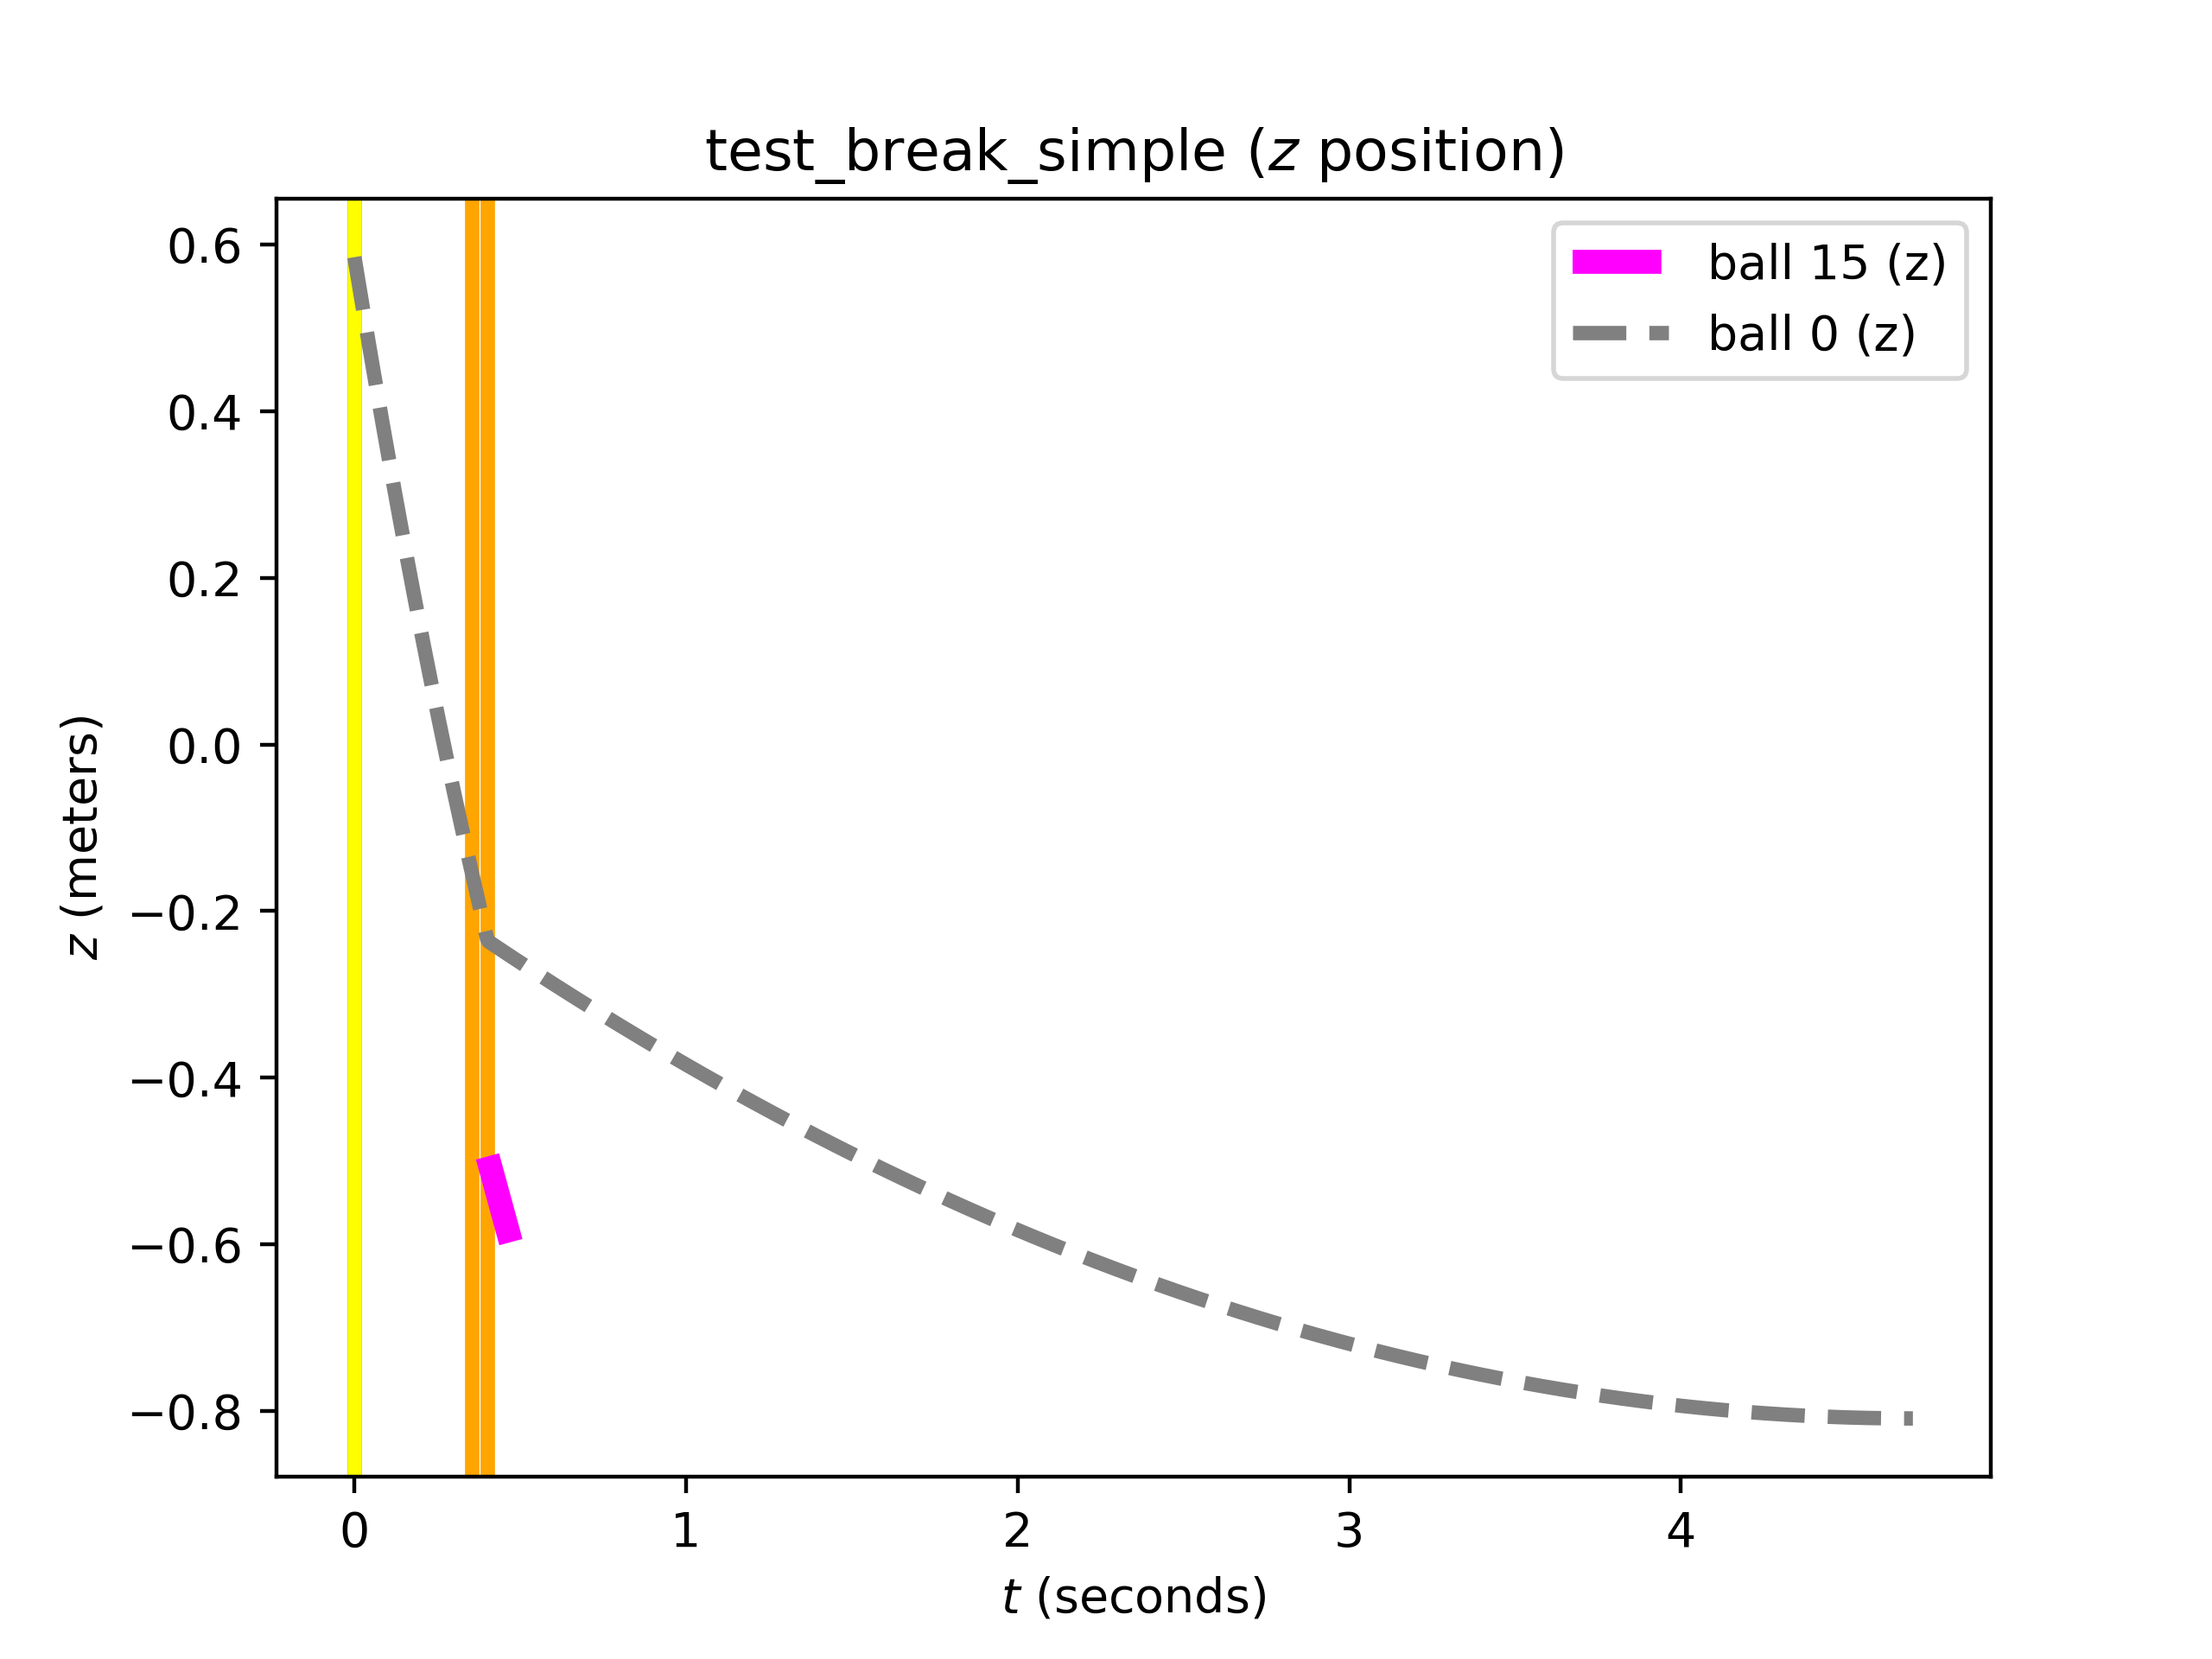 test_break_simple (z position)
ball 15 (z)
ball 0 (z)
0.6
0.4
0.2
0.0
−0.2
−0.4
−0.6
−0.8
z (meters)
0 1 2 3 4
t (seconds)